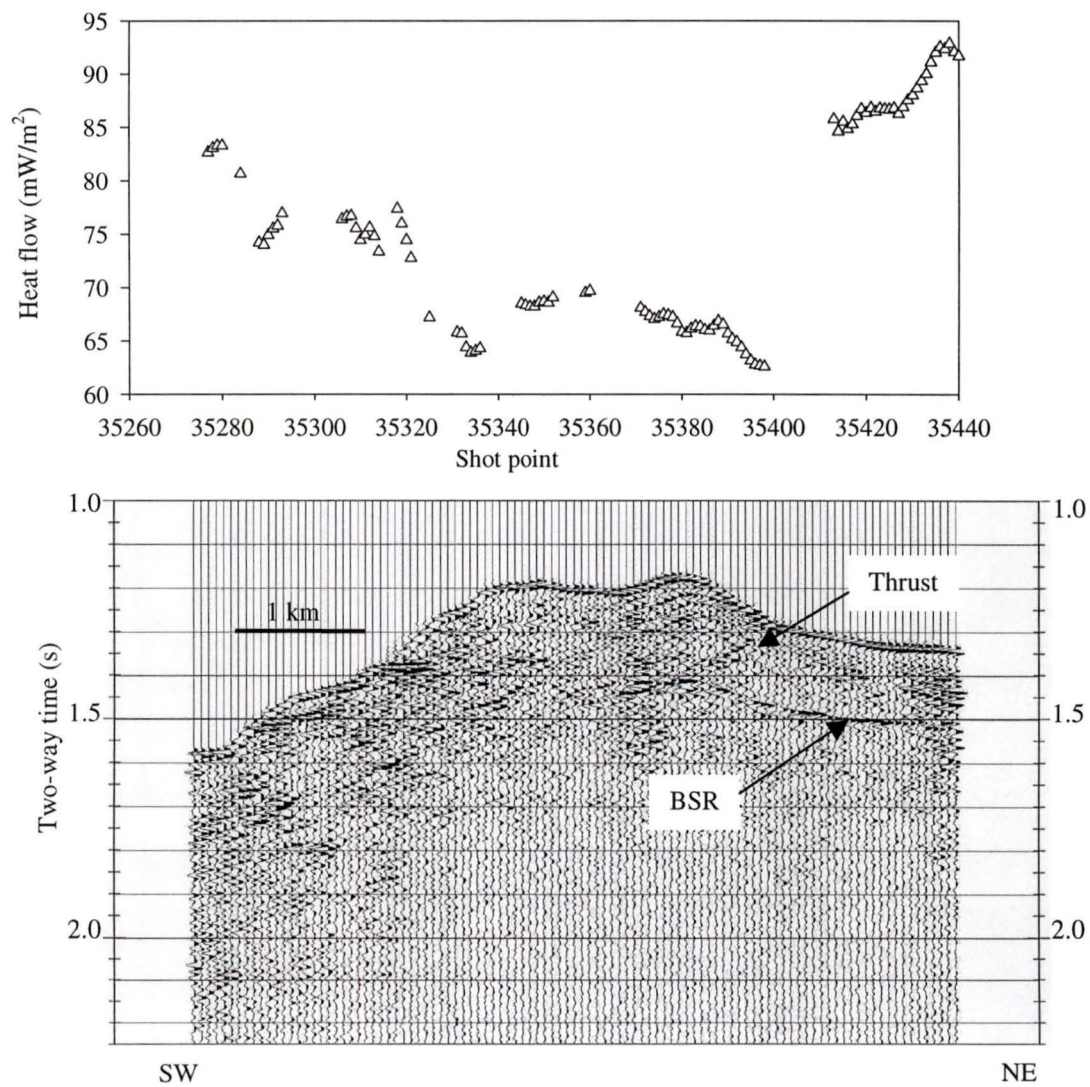 95
90
85
80
75
70
65
60
Heat flow (mW/m²)
35260 35280 35300 35320 35340 35360 35380 35400 35420 35440
Shot point
1.0 1.0
Thrust
1 km
Two-way time (s)
1.5 1.5
BSR
2.0 2.0
SW NE